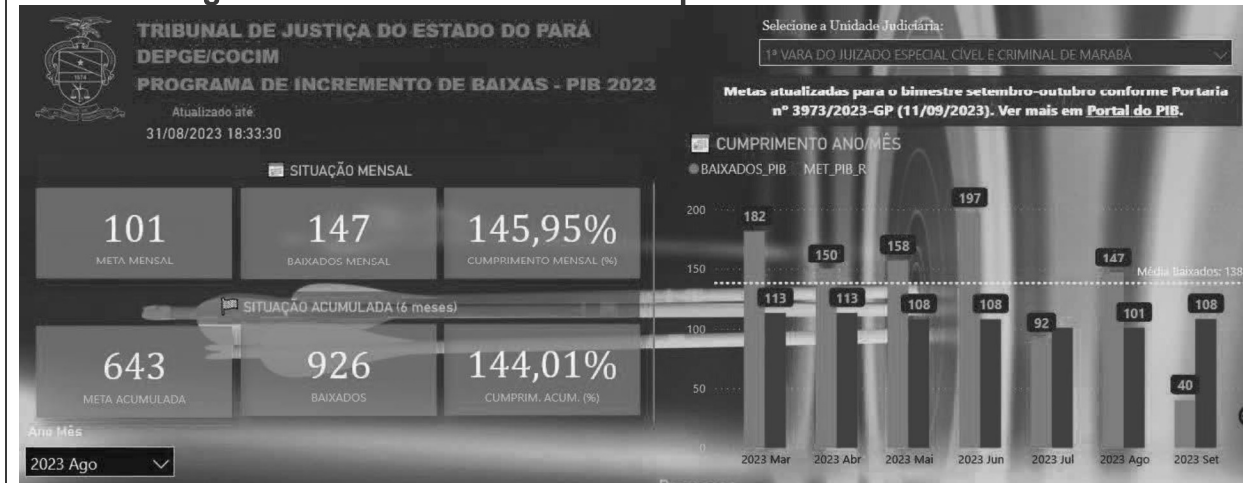 TRIBUNAL DE JUSTIÇA DO ESTADO DO PARÁ
DEPGE/COCIM
PROGRAMA DE INCREMENTO DE BAIXAS - PIB 2023
Atualizado até:
31/08/2023 18:33:30
Selecione a Unidade Judiciária:
1ª VARA DO JUIZADO ESPECIAL CÍVEL E CRIMINAL DE MARABÁ
Metas atualizadas para o bimestre setembro-outubro conforme Portaria
nº 3973/2023-GP (11/09/2023). Ver mais em Portal do PIB.
SITUAÇÃO MENSAL
101
META MENSAL
147
BAIXADOS MENSAL
145,95%
CUMPRIMENTO MENSAL (%)
SITUAÇÃO ACUMULADA (6 meses)
643
META ACUMULADA
926
BAIXADOS
144,01%
CUMPRIM. ACUM. (%)
Ano Mês
2023 Ago
CUMPRIMENTO ANO/MÊS
BAIXADOS_PIB MET_PIB_R
200
150
100
50
0
182
113
150
113
158
108
197
108
92
147
101
40
108
Média Baixados: 138
2023 Mar 2023 Abr 2023 Mai 2023 Jun 2023 Jul 2023 Ago 2023 Set